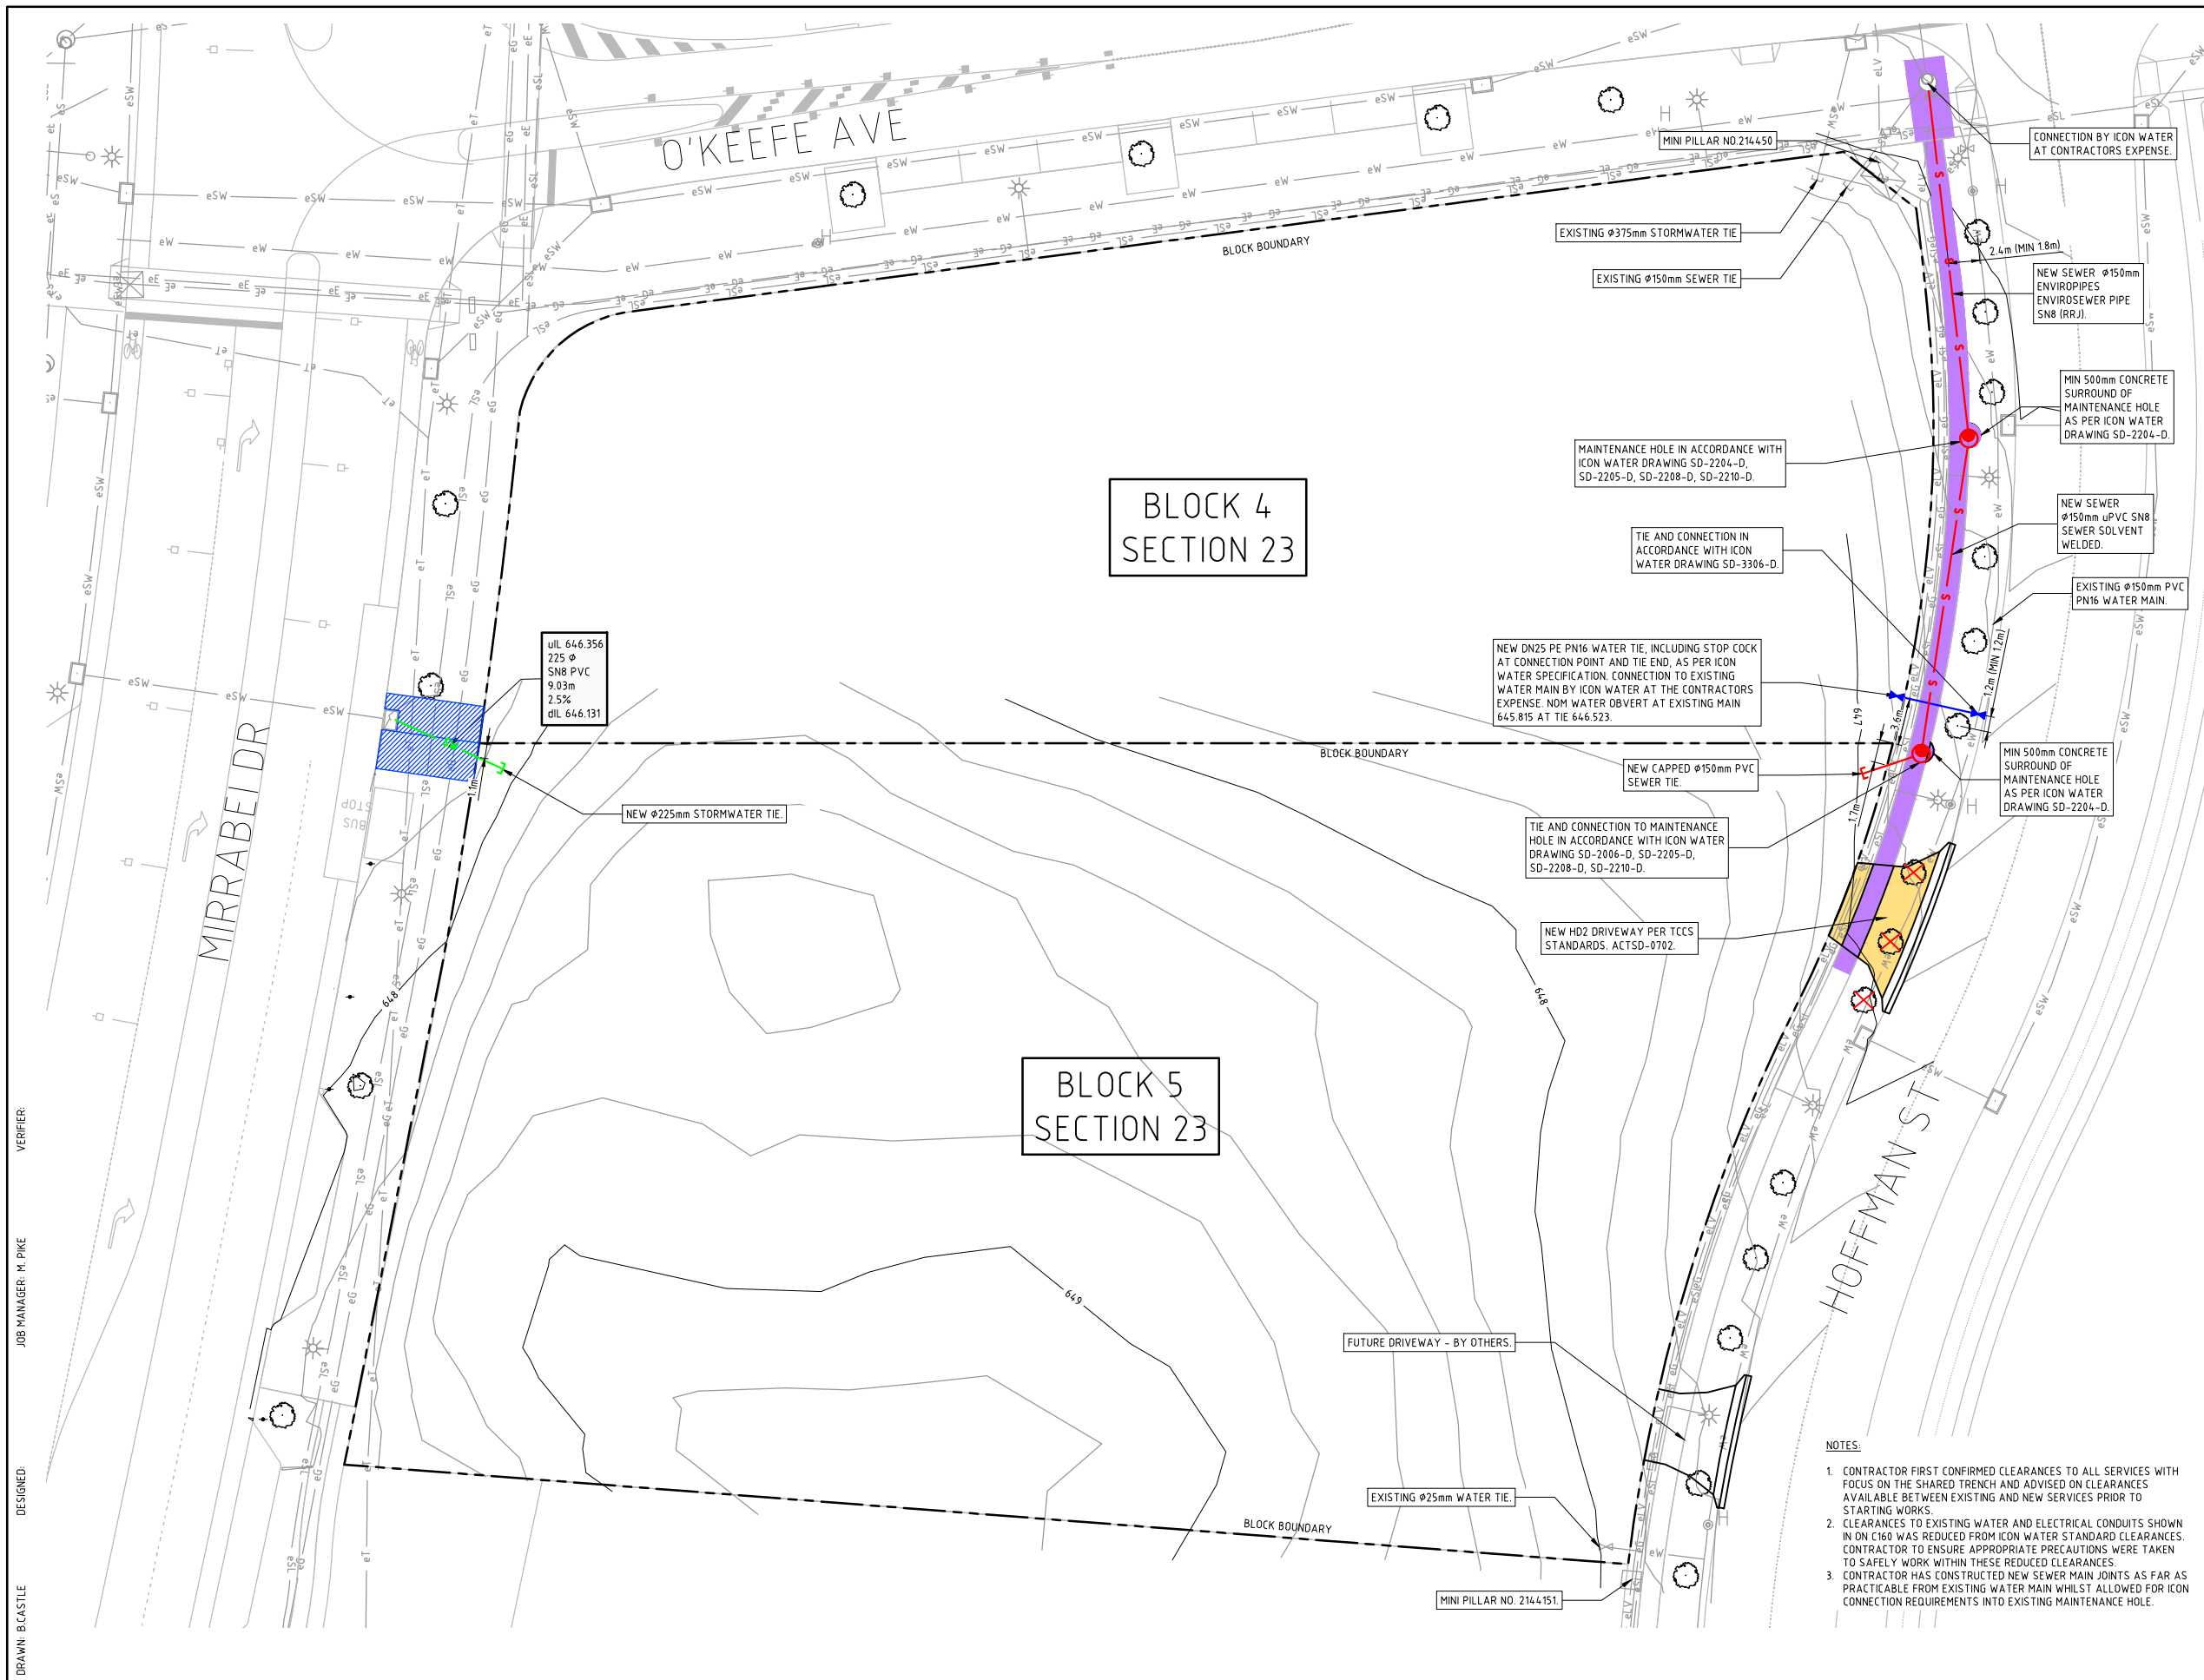 O'KEEFE AVE
MINI PILLAR NO.214450
CONNECTION BY ICON WATER
AT CONTRACTORS EXPENSE.
EXISTING Ø375mm STORMWATER TIE
BLOCK BOUNDARY
2.4m (MIN 1.8m)
EXISTING Ø150mm SEWER TIE
NEW SEWER Ø150mm
ENVIROPIPES
ENVIROSEWER PIPE
SN8 (RRJ).
MIN 500mm CONCRETE
SURROUND OF
MAINTENANCE HOLE
AS PER ICON WATER
DRAWING SD-2204-D.
MAINTENANCE HOLE IN ACCORDANCE WITH
ICON WATER DRAWING SD-2204-D,
SD-2205-D, SD-2208-D, SD-2210-D.
BLOCK 4
SECTION 23
NEW SEWER
Ø150mm uPVC SN8
SEWER SOLVENT
WELDED.
TIE AND CONNECTION IN
ACCORDANCE WITH ICON
WATER DRAWING SD-3306-D.
EXISTING Ø150mm PVC
PN16 WATER MAIN.
1.2m (MIN 1.2m)
uIL 646.356
225 Ø
SN8 PVC
9.03m
2.5%
dIL 646.131
NEW DN25 PE PN16 WATER TIE, INCLUDING STOP COCK
AT CONNECTION POINT AND TIE END, AS PER ICON
WATER SPECIFICATION. CONNECTION TO EXISTING
WATER MAIN BY ICON WATER AT THE CONTRACTORS
EXPENSE. NOM WATER OBVERT AT EXISTING MAIN
645.815 AT TIE 646.523.
647
3.6m
BLOCK BOUNDARY
NEW CAPPED Ø150mm PVC
SEWER TIE.
MIN 500mm CONCRETE
SURROUND OF
MAINTENANCE HOLE
AS PER ICON WATER
DRAWING SD-2204-D.
1.1m
1.7m
NEW Ø225mm STORMWATER TIE.
BUS
STOP
TIE AND CONNECTION TO MAINTENANCE
HOLE IN ACCORDANCE WITH ICON WATER
DRAWING SD-2006-D, SD-2205-D,
SD-2208-D, SD-2210-D.
MIRRABEI DR
NEW HD2 DRIVEWAY PER TCCS
STANDARDS. ACTSD-0702.
648
648
BLOCK 5
SECTION 23
HOFFMAN ST
649
FUTURE DRIVEWAY - BY OTHERS.
EXISTING Ø25mm WATER TIE.
BLOCK BOUNDARY
MINI PILLAR NO. 2144151.
NOTES:
1. CONTRACTOR FIRST CONFIRMED CLEARANCES TO ALL SERVICES WITH
FOCUS ON THE SHARED TRENCH AND ADVISED ON CLEARANCES
AVAILABLE BETWEEN EXISTING AND NEW SERVICES PRIOR TO
STARTING WORKS.
2. CLEARANCES TO EXISTING WATER AND ELECTRICAL CONDUITS SHOWN
IN ON C160 WAS REDUCED FROM ICON WATER STANDARD CLEARANCES.
CONTRACTOR TO ENSURE APPROPRIATE PRECAUTIONS WERE TAKEN
TO SAFELY WORK WITHIN THESE REDUCED CLEARANCES.
3. CONTRACTOR HAS CONSTRUCTED NEW SEWER MAIN JOINTS AS FAR AS
PRACTICABLE FROM EXISTING WATER MAIN WHILST ALLOWED FOR ICON
CONNECTION REQUIREMENTS INTO EXISTING MAINTENANCE HOLE.
VERIFIER:
JOB MANAGER: M. PIKE
DESIGNED:
DRAWN: B.CASTLE